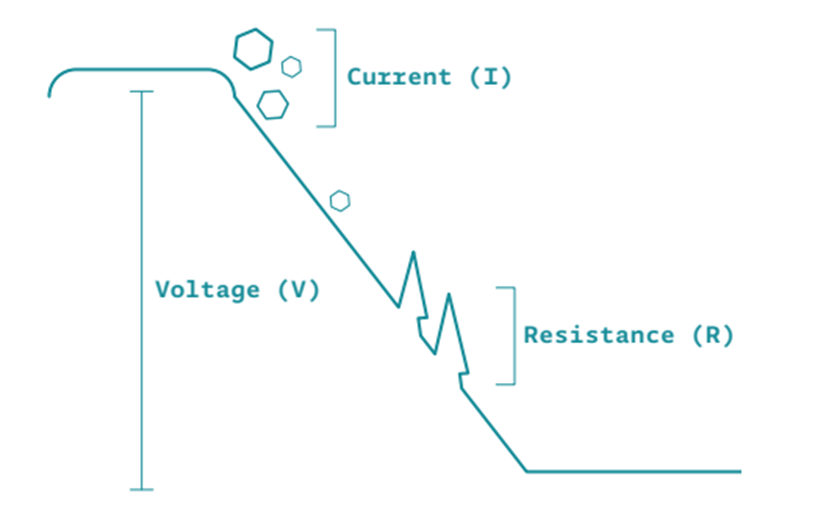 Current (I)
Voltage (V)
Resistance (R)